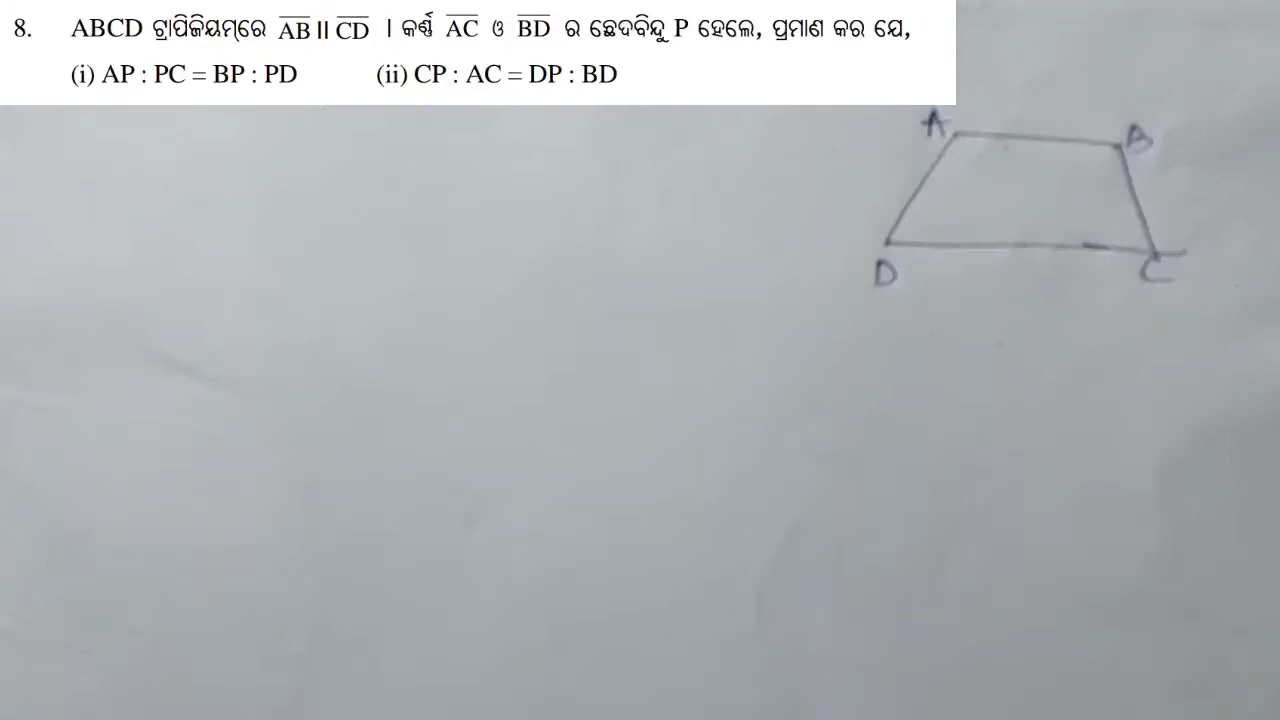 8. ABCD ଟ୍ରାପିଜିୟମ୍‌ରେ AB || CD । କର୍ଣ୍ଣ AC ଓ BD ର ଛେଦବିନ୍ଦୁ P ହେଲେ, ପ୍ରମାଣ କର ଯେ,
(i) AP : PC = BP : PD (ii) CP : AC = DP : BD
A B
D C